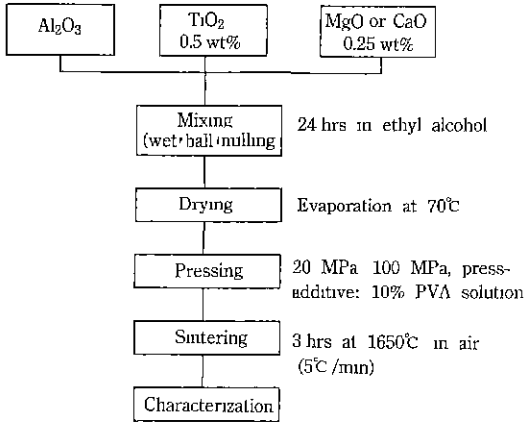 Al₂O₃
TiO₂
0.5 wt%
MgO or CaO
0.25 wt%
Mixing
(wet ball milling
24 hrs in ethyl alcohol
Drying
Evaporation at 70℃
Pressing
20 MPa 100 MPa, press-
additive: 10% PVA solution
Sintering
3 hrs at 1650℃ in air
(5℃/min)
Characterization